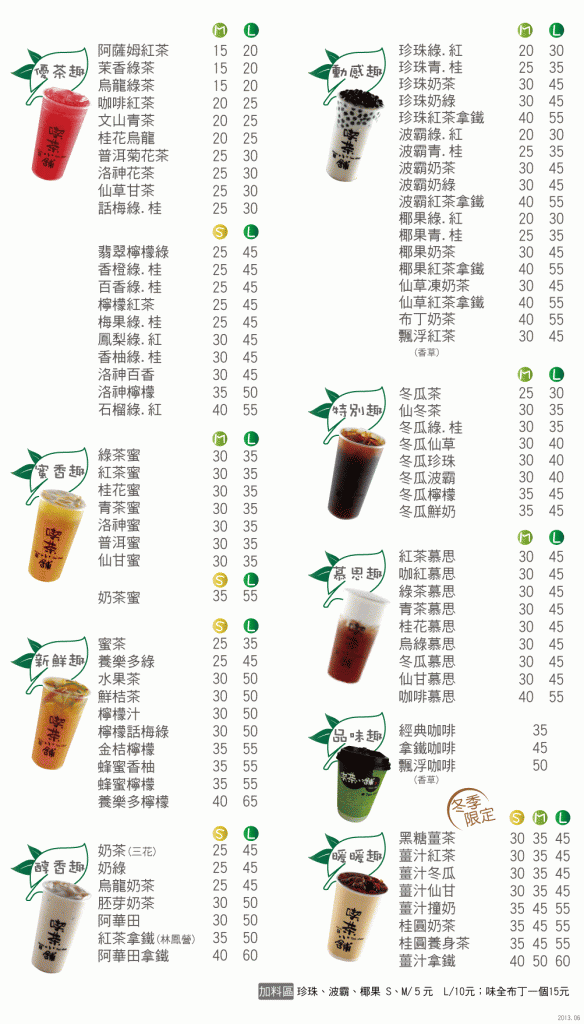 優茶趣
M L
阿薩姆紅茶 15 20
茉香綠茶 15 20
烏龍綠茶 15 20
咖啡紅茶 20 25
文山青茶 20 25
桂花烏龍 20 25
普洱菊花茶 25 30
洛神花茶 25 30
仙草甘茶 25 30
話梅綠.桂 25 30
S L
翡翠檸檬綠 25 45
香橙綠.桂 25 45
百香綠.桂 25 45
檸檬紅茶 25 45
梅果綠.桂 25 45
鳳梨綠.紅 30 45
香柚綠.桂 30 45
洛神百香 30 45
洛神檸檬 35 50
石榴綠.紅 40 55
蜜香趣
M L
綠茶蜜 30 35
紅茶蜜 30 35
桂花蜜 30 35
青茶蜜 30 35
洛神蜜 30 35
普洱蜜 30 35
仙甘蜜 30 35
S L
奶茶蜜 35 55
新鮮趣
S L
蜜茶 25 35
養樂多綠 25 45
水果茶 30 50
鮮桔茶 30 50
檸檬汁 30 50
檸檬話梅綠 30 50
金桔檸檬 35 55
蜂蜜香柚 35 55
蜂蜜檸檬 35 55
養樂多檸檬 40 65
醇香趣
S L
奶茶(三花) 25 45
奶綠 25 45
烏龍奶茶 25 45
胚芽奶茶 30 50
阿華田 30 50
紅茶拿鐵(林鳳營) 35 50
阿華田拿鐵 40 60
動感趣
M L
珍珠綠.紅 20 30
珍珠青.桂 25 35
珍珠奶茶 30 45
珍珠奶綠 30 45
珍珠紅茶拿鐵 40 55
波霸綠.紅 20 30
波霸青.桂 25 35
波霸奶茶 30 45
波霸奶綠 30 45
波霸紅茶拿鐵 40 55
椰果綠.紅 20 30
椰果青.桂 25 35
椰果奶茶 30 45
椰果紅茶拿鐵 40 55
仙草凍奶茶 30 45
仙草紅茶拿鐵 40 55
布丁奶茶 40 55
飄浮紅茶 30 45
(香草)
特別趣
M L
冬瓜茶 25 30
仙冬茶 30 35
冬瓜綠.桂 30 35
冬瓜仙草 30 40
冬瓜珍珠 30 40
冬瓜波霸 30 40
冬瓜檸檬 35 45
冬瓜鮮奶 35 45
慕思趣
M L
紅茶慕思 30 45
咖紅慕思 30 45
綠茶慕思 30 45
青茶慕思 30 45
桂花慕思 30 45
烏綠慕思 30 45
冬瓜慕思 30 45
仙甘慕思 30 45
咖啡慕思 40 55
品味趣
經典咖啡 35
拿鐵咖啡 45
飄浮咖啡 50
(香草)
冬季
限定
暖暖趣
S M L
黑糖薑茶 30 35 45
薑汁紅茶 30 35 45
薑汁冬瓜 30 35 45
薑汁仙甘 30 35 45
薑汁撞奶 35 45 55
桂圓奶茶 35 45 55
桂圓養身茶 35 45 55
薑汁拿鐵 40 50 60
加料區 珍珠、波霸、椰果 S、M/5元 L/10元；味全布丁一個15元
2013.06